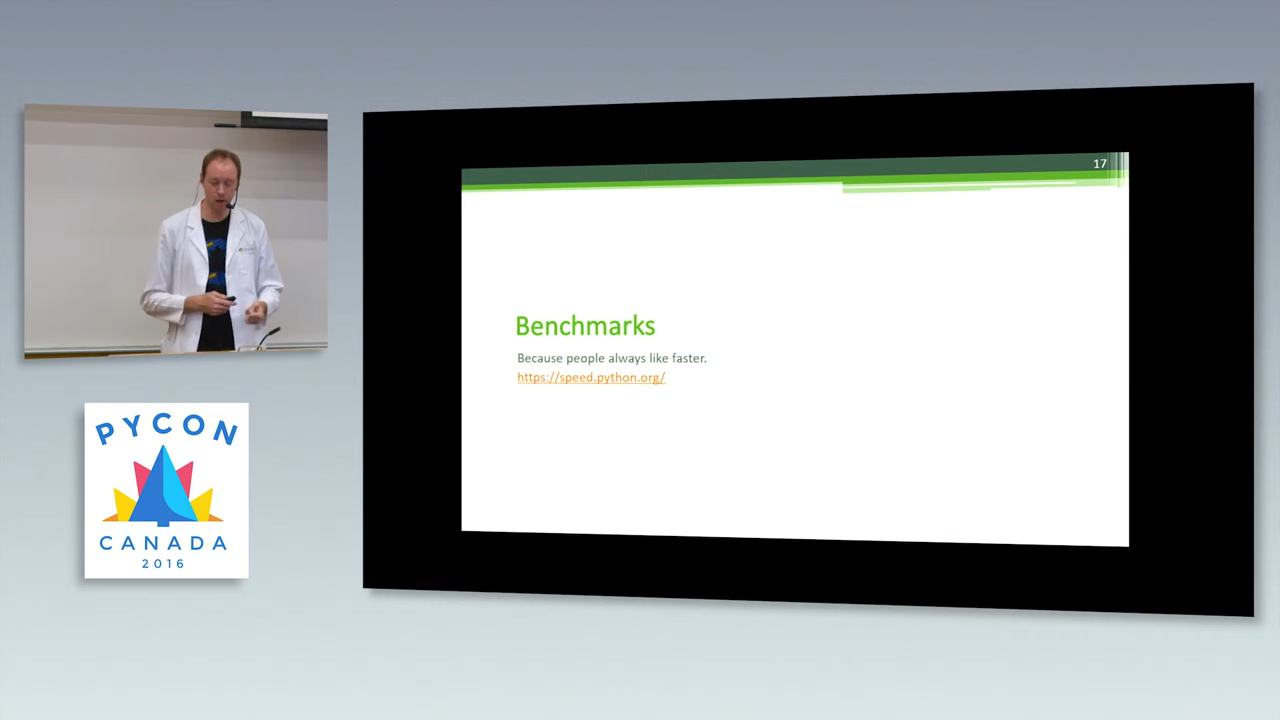 17
Benchmarks
Because people always like faster.
https://speed.python.org/
PYCON
CANADA
2016